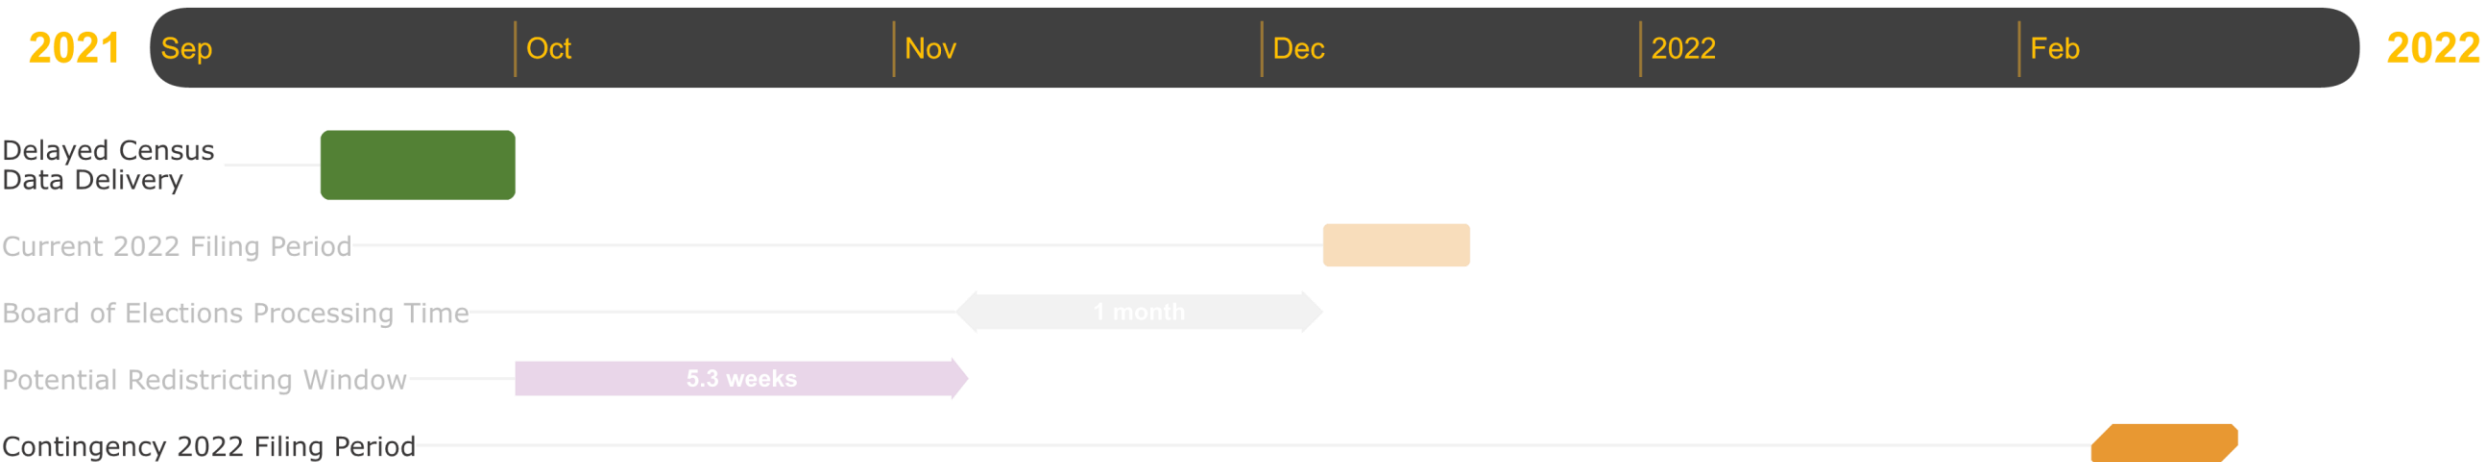 2021 Sep Oct Nov Dec 2022 Feb 2022
Delayed Census
Data Delivery
Current 2022 Filing Period
Board of Elections Processing Time 1 month
Potential Redistricting Window 5.3 weeks
Contingency 2022 Filing Period